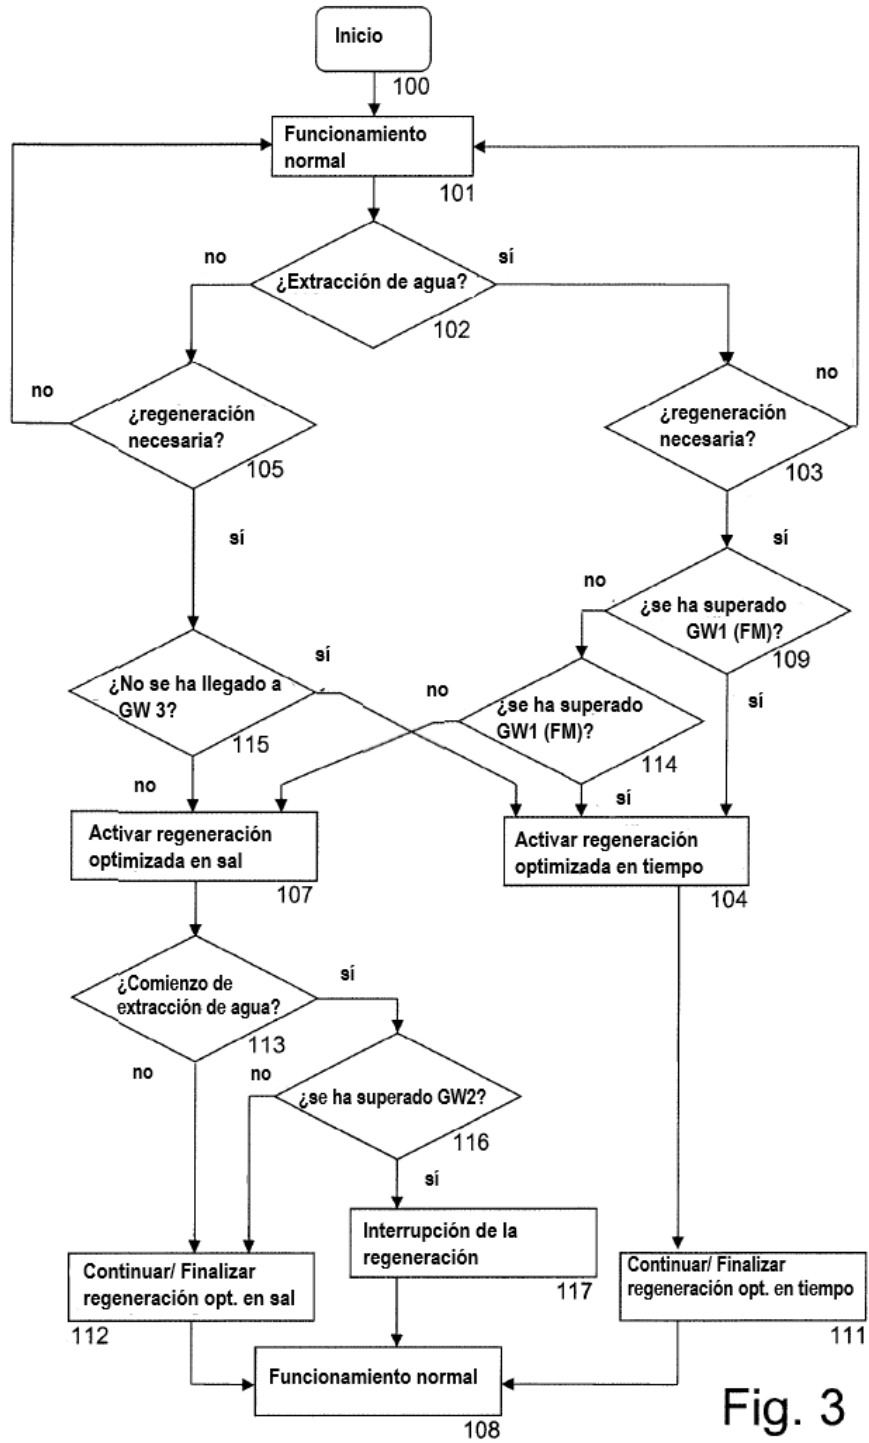 Inicio
100
Funcionamiento
normal
101
no
sí
¿Extracción de agua?
102
no
¿regeneración
necesaria?
105
no
¿regeneración
necesaria?
103
sí
sí
no
¿se ha superado
GW1 (FM)?
109
sí
¿No se ha llegado a
GW 3?
115
no
¿se ha superado
GW1 (FM)?
114
sí
no
sí
Activar regeneración
optimizada en sal
107
Activar regeneración
optimizada en tiempo
104
¿Comienzo de
extracción de agua?
113
sí
no
no
¿se ha superado GW2?
116
sí
Interrupción de la
regeneración
117
Continuar/ Finalizar
regeneración opt. en sal
112
Continuar/ Finalizar
regeneración opt. en tiempo
111
Funcionamiento normal
108
Fig. 3